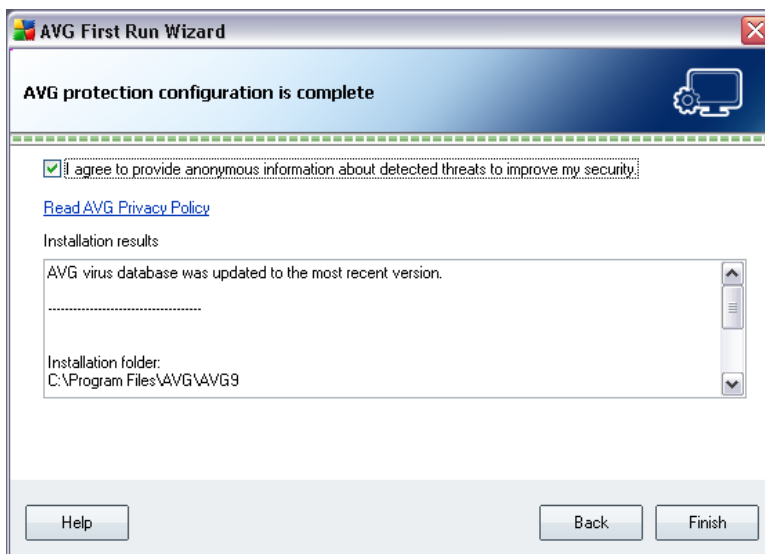 AVG First Run Wizard
AVG protection configuration is complete
I agree to provide anonymous information about detected threats to improve my security.
Read AVG Privacy Policy
Installation results
AVG virus database was updated to the most recent version.
-----------------------------------
Installation folder:
C:\Program Files\AVG\AVG9
Help
Back
Finish